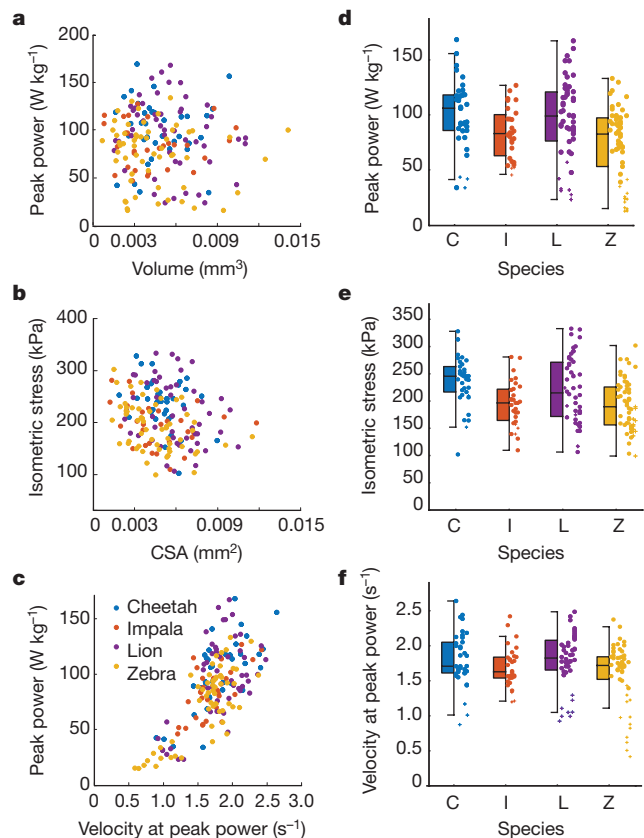 a
200
150
100
50
0
Peak power (W kg⁻¹)
0 0.003 0.009 0.015
Volume (mm³)
b
400
300
200
100
0
Isometric stress (kPa)
0 0.003 0.009 0.015
CSA (mm²)
c
150
100
50
0
Peak power (W kg⁻¹)
Cheetah
Impala
Lion
Zebra
0 0.5 1.0 1.5 2.0 2.5 3.0
Velocity at peak power (s⁻¹)
d
150
100
50
0
Peak power (W kg⁻¹)
C I L Z
Species
e
350
300
250
200
150
100
50
0
Isometric stress (kPa)
C I L Z
Species
f
2.5
2.0
1.5
1.0
0.5
0
Velocity at peak power (s⁻¹)
C I L Z
Species